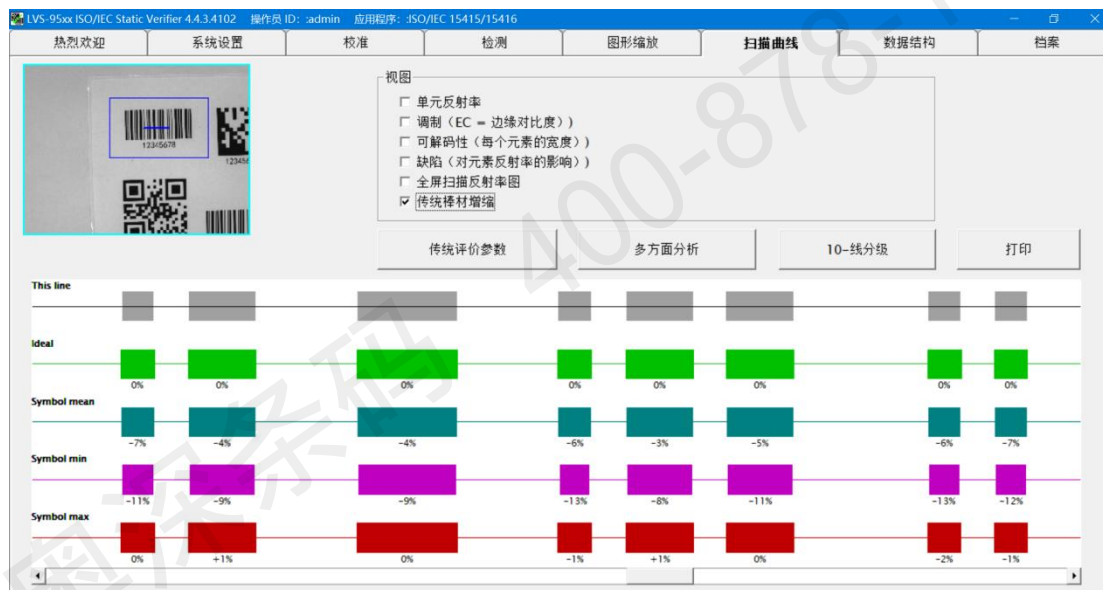 LVS-95xx ISO/IEC Static Verifier 4.4.3.4102 操作员 ID: :admin 应用程序: :ISO/IEC 15415/15416
热烈欢迎 系统设置 校准 检测 图形缩放 扫描曲线 数据结构 档案
视图
单元反射率
调制（EC = 边缘对比度））
可解码性（每个元素的宽度））
缺陷（对元素反射率的影响））
全屏扫描反射率图
传统棒材增缩
12345678
传统评价参数 多方面分析 10-线分级 打印
This line
Ideal
0% 0% 0% 0% 0% 0% 0% 0%
Symbol mean
-7% -4% -4% -6% -3% -5% -6% -7%
Symbol min
-11% -9% -9% -13% -8% -11% -13% -12%
Symbol max
0% +1% 0% -1% +1% 0% -2% -1%
奥深条码 400-878-